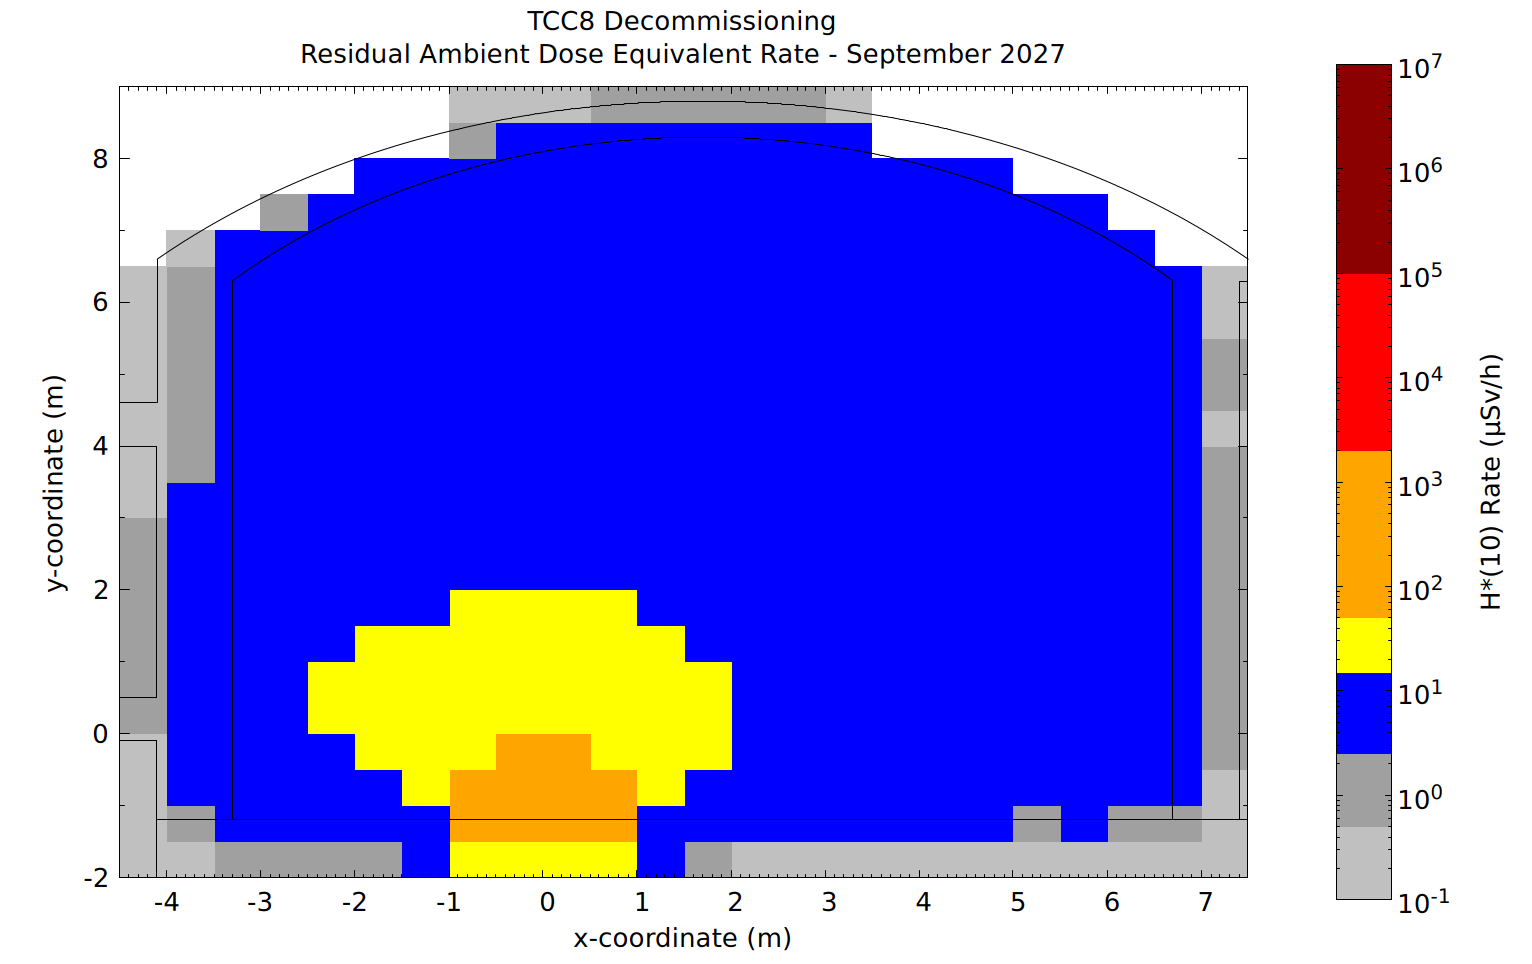 TCC8 Decommissioning
Residual Ambient Dose Equivalent Rate - September 2027
10^7
10^6
10^5
10^4
10^3
10^2
10^1
10^0
10^-1
H*(10) Rate (μSv/h)
8
6
4
2
0
-2
y-coordinate (m)
-4 -3 -2 -1 0 1 2 3 4 5 6 7
x-coordinate (m)